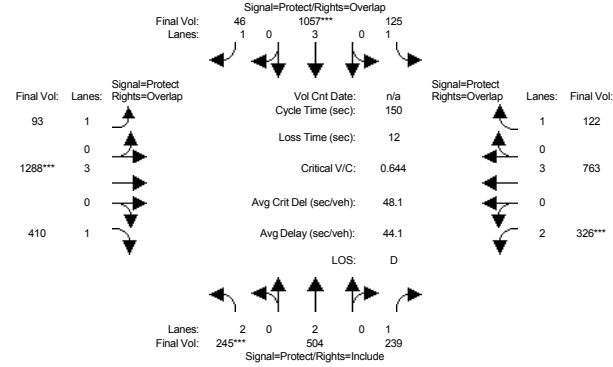 Signal=Protect/Rights=Overlap
Final Vol: 46 1057*** 125
Lanes: 1 0 3 0 1
Signal=Protect
Final Vol: Lanes: Rights=Overlap
Vol Cnt Date: n/a
Signal=Protect
Rights=Overlap Lanes: Final Vol:
Cycle Time (sec): 150
93 1
1 122
Loss Time (sec): 12
0
0
1288*** 3
Critical V/C: 0.644
3 763
0
Avg Crit Del (sec/veh): 48.1
0
410 1
Avg Delay (sec/veh): 44.1
2 326***
LOS: D
Lanes: 2 0 2 0 1
Final Vol: 245*** 504 239
Signal=Protect/Rights=Include